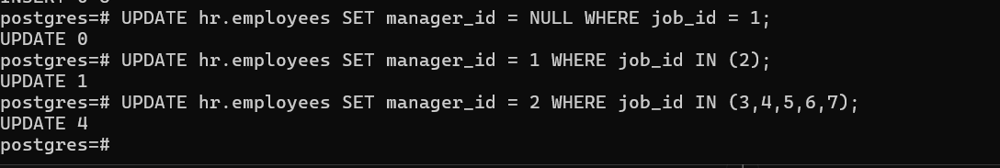 postgres=# UPDATE hr.employees SET manager_id = NULL WHERE job_id = 1;
UPDATE 0
postgres=# UPDATE hr.employees SET manager_id = 1 WHERE job_id IN (2);
UPDATE 1
postgres=# UPDATE hr.employees SET manager_id = 2 WHERE job_id IN (3,4,5,6,7);
UPDATE 4
postgres=#